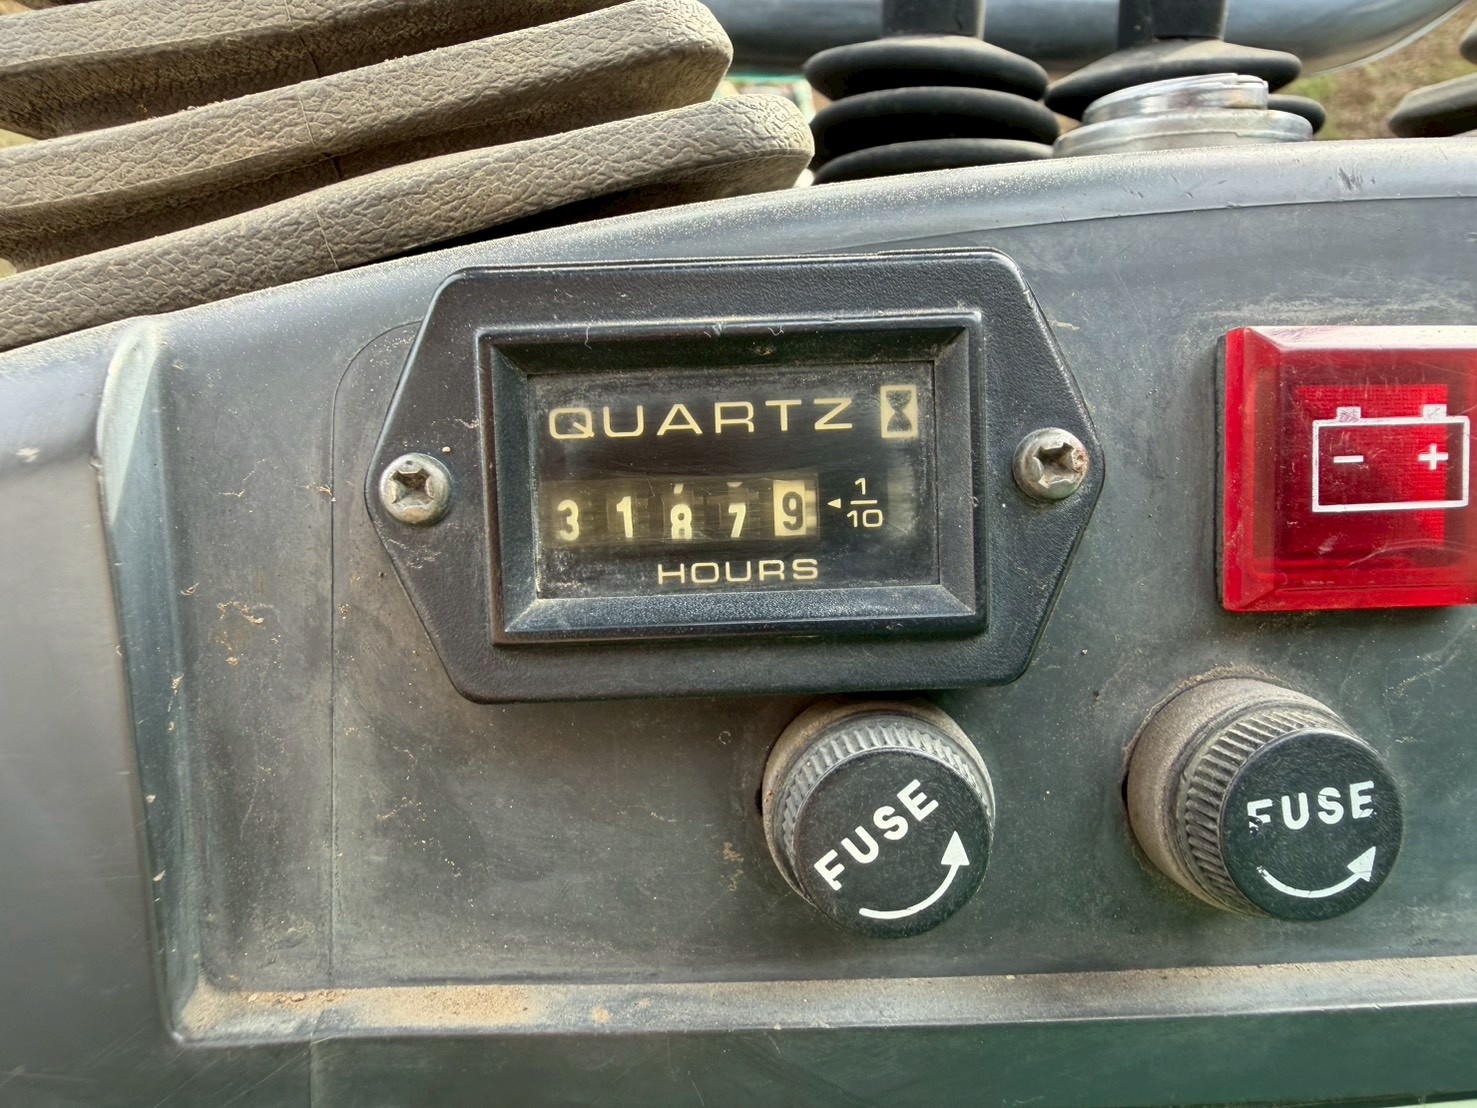 QUARTZ
31879
1
10
HOURS
- +
FUSE
FUSE